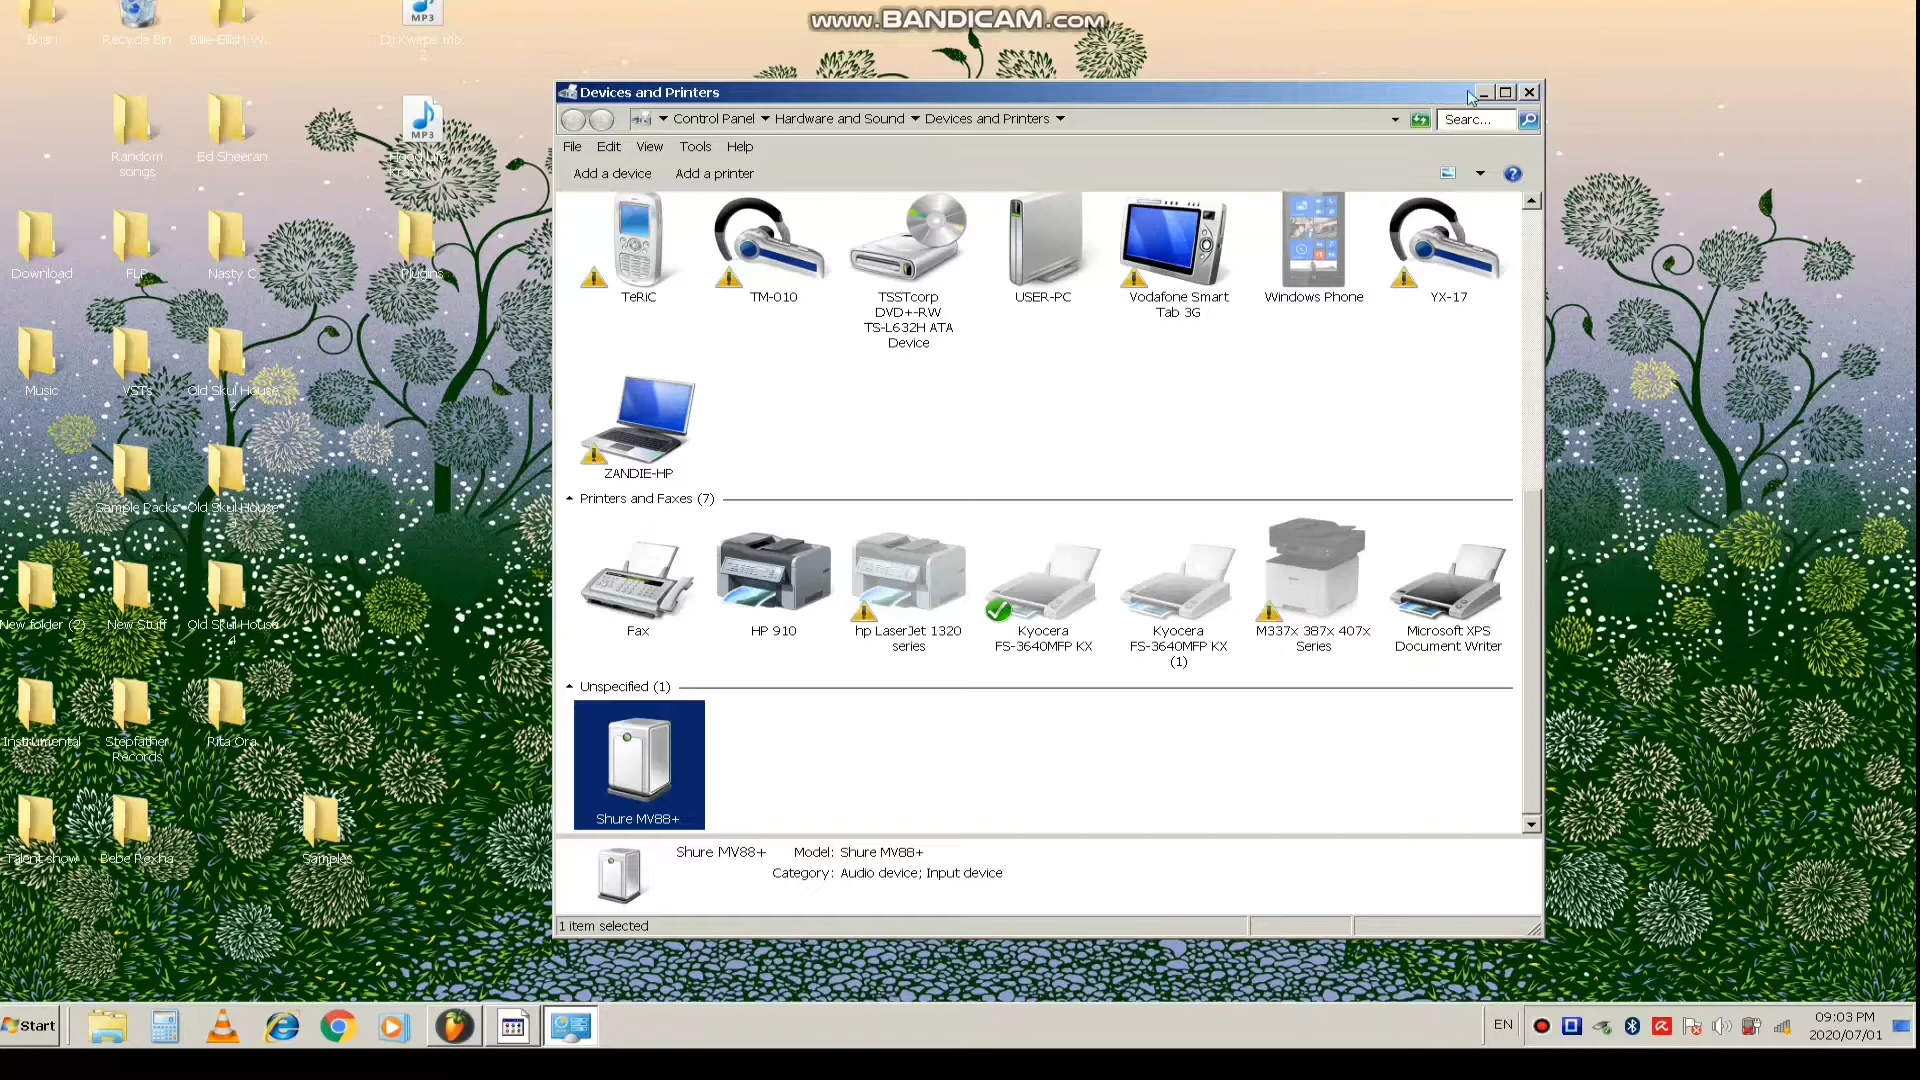 www.BANDICAM.com
Brian
Recycle Bin
Billie-Eilish-W...
MP3
Dj Kwepe mix
2
Devices and Printers
Control Panel
Hardware and Sound
Devices and Printers
Searc...
File
Edit
View
Tools
Help
Add a device
Add a printer
Random
songs
Ed Sheeran
MP3
Download
FLP
Nasty C
Plugins
Music
VSTs
Old Skul House
2
Sample Packs
Old Skul House
New folder (2)
New Stuff
Old Skul House
4
Instrumental
Stepfather
Records
Rita Ora
Talent show
Bebe Rexha
Samples
TeRiC
TM-010
TSSTcorp
DVD+-RW
TS-L632H ATA
Device
USER-PC
Vodafone Smart
Tab 3G
Windows Phone
YX-17
ZANDIE-HP
Printers and Faxes (7)
Fax
HP 910
hp LaserJet 1320
series
Kyocera
FS-3640MFP KX
Kyocera
FS-3640MFP KX
(1)
M337x 387x 407x
Series
Microsoft XPS
Document Writer
Unspecified (1)
Shure MV88+
Shure MV88+
Model: Shure MV88+
Category: Audio device; Input device
1 item selected
Start
EN
09:03 PM
2020/07/01